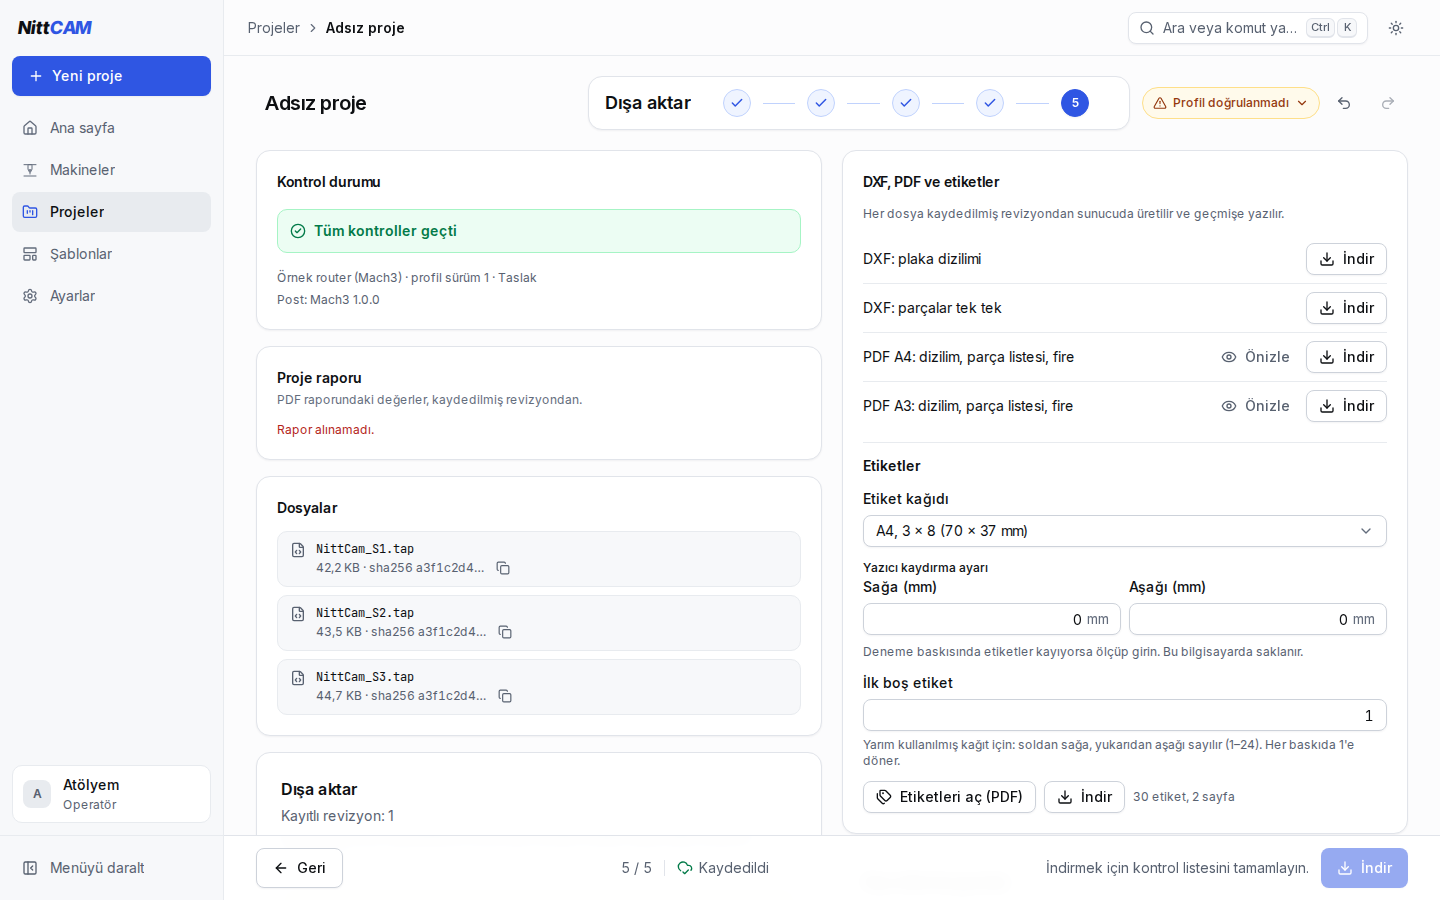 NittCAM
Yeni proje
Ana sayfa
Makineler
Projeler
Şablonlar
Ayarlar
A
Atölyem
Operatör
Menüyü daralt
Projeler > Adsız proje
Ara veya komut ya... Ctrl K
Adsız proje
Dışa aktar
5
Profil doğrulanmadı
Kontrol durumu
Tüm kontroller geçti
Örnek router (Mach3) · profil sürüm 1 · Taslak
Post: Mach3 1.0.0
Proje raporu
PDF raporundaki değerler, kaydedilmiş revizyondan.
Rapor alınamadı.
Dosyalar
NittCam_S1.tap
42,2 KB · sha256 a3f1c2d4...
NittCam_S2.tap
43,5 KB · sha256 a3f1c2d4...
NittCam_S3.tap
44,7 KB · sha256 a3f1c2d4...
Dışa aktar
Kayıtlı revizyon: 1
DXF, PDF ve etiketler
Her dosya kaydedilmiş revizyondan sunucuda üretilir ve geçmişe yazılır.
DXF: plaka dizilimi İndir
DXF: parçalar tek tek İndir
PDF A4: dizilim, parça listesi, fire Önizle İndir
PDF A3: dizilim, parça listesi, fire Önizle İndir
Etiketler
Etiket kağıdı
A4, 3 × 8 (70 × 37 mm)
Yazıcı kaydırma ayarı
Sağa (mm) Aşağı (mm)
0 mm 0 mm
Deneme baskısında etiketler kayıyorsa ölçüp girin. Bu bilgisayarda saklanır.
İlk boş etiket
1
Yarım kullanılmış kağıt için: soldan sağa, yukarıdan aşağı sayılır (1–24). Her baskıda 1'e
döner.
Etiketleri aç (PDF) İndir 30 etiket, 2 sayfa
Geri
5 / 5 Kaydedildi
İndirmek için kontrol listesini tamamlayın. İndir